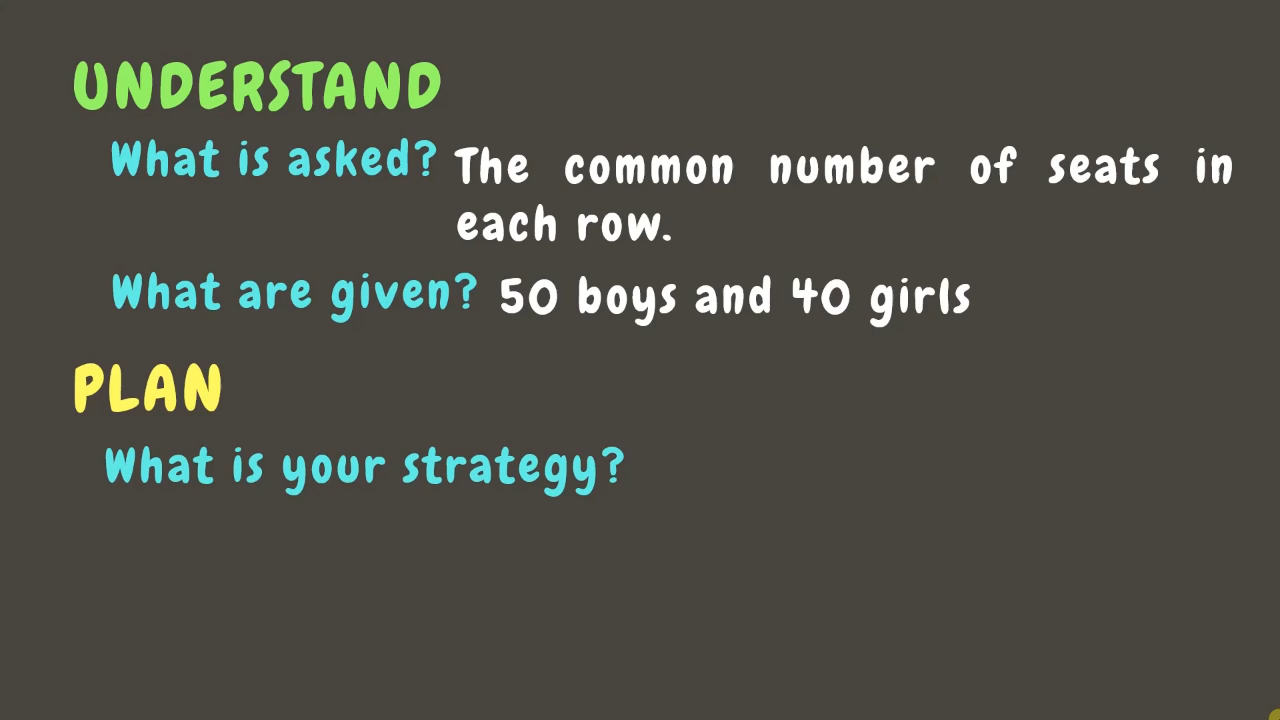 UNDERSTAND
What is asked? The common number of seats in
each row.
What are given? 50 boys and 40 girls
PLAN
What is your strategy?